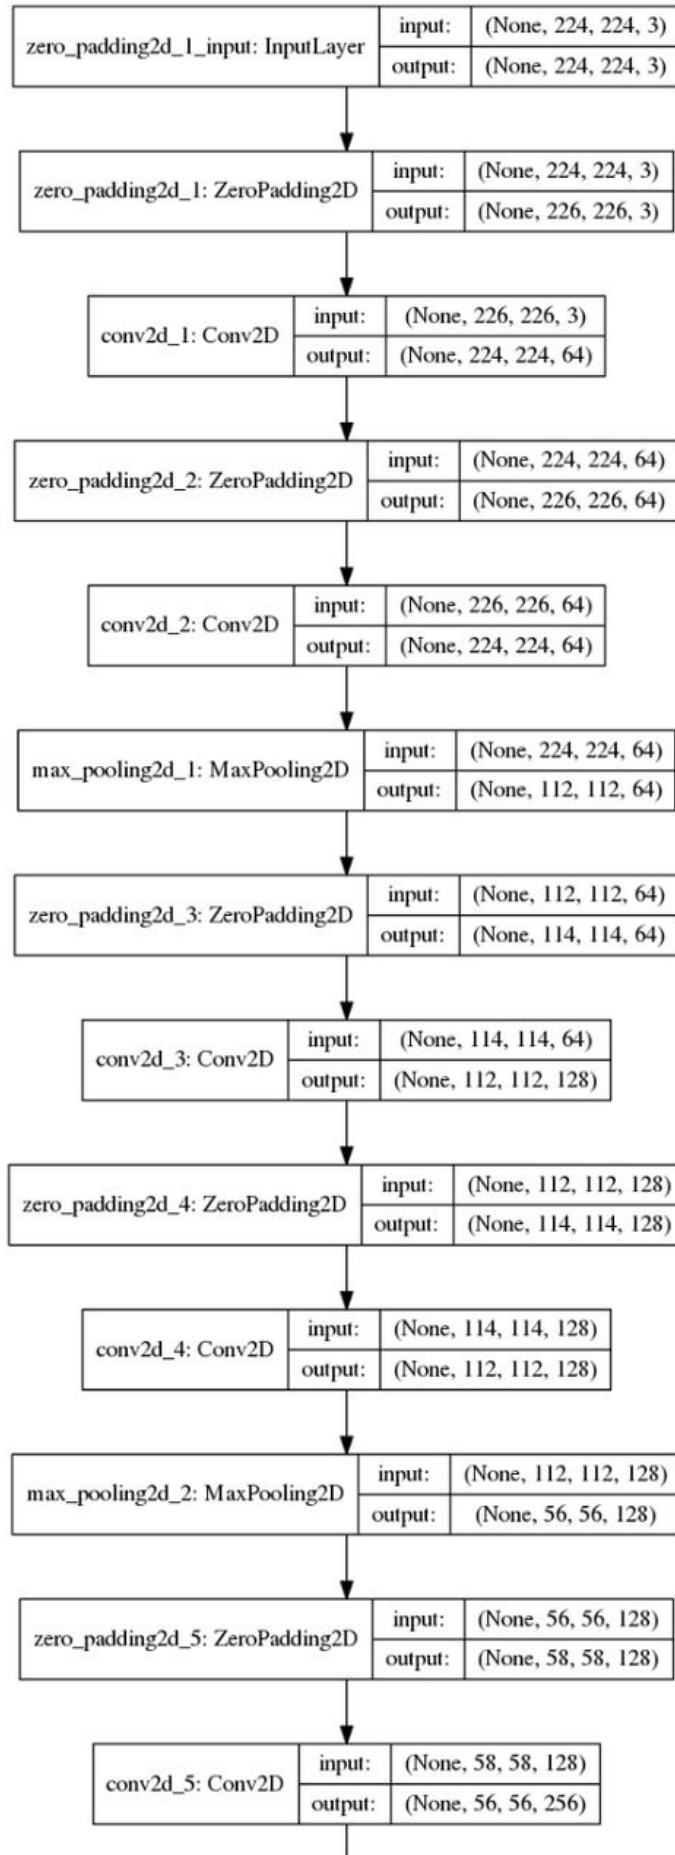 zero_padding2d_1_input: InputLayer
input: (None, 224, 224, 3)
output: (None, 224, 224, 3)
zero_padding2d_1: ZeroPadding2D
input: (None, 224, 224, 3)
output: (None, 226, 226, 3)
conv2d_1: Conv2D
input: (None, 226, 226, 3)
output: (None, 224, 224, 64)
zero_padding2d_2: ZeroPadding2D
input: (None, 224, 224, 64)
output: (None, 226, 226, 64)
conv2d_2: Conv2D
input: (None, 226, 226, 64)
output: (None, 224, 224, 64)
max_pooling2d_1: MaxPooling2D
input: (None, 224, 224, 64)
output: (None, 112, 112, 64)
zero_padding2d_3: ZeroPadding2D
input: (None, 112, 112, 64)
output: (None, 114, 114, 64)
conv2d_3: Conv2D
input: (None, 114, 114, 64)
output: (None, 112, 112, 128)
zero_padding2d_4: ZeroPadding2D
input: (None, 112, 112, 128)
output: (None, 114, 114, 128)
conv2d_4: Conv2D
input: (None, 114, 114, 128)
output: (None, 112, 112, 128)
max_pooling2d_2: MaxPooling2D
input: (None, 112, 112, 128)
output: (None, 56, 56, 128)
zero_padding2d_5: ZeroPadding2D
input: (None, 56, 56, 128)
output: (None, 58, 58, 128)
conv2d_5: Conv2D
input: (None, 58, 58, 128)
output: (None, 56, 56, 256)